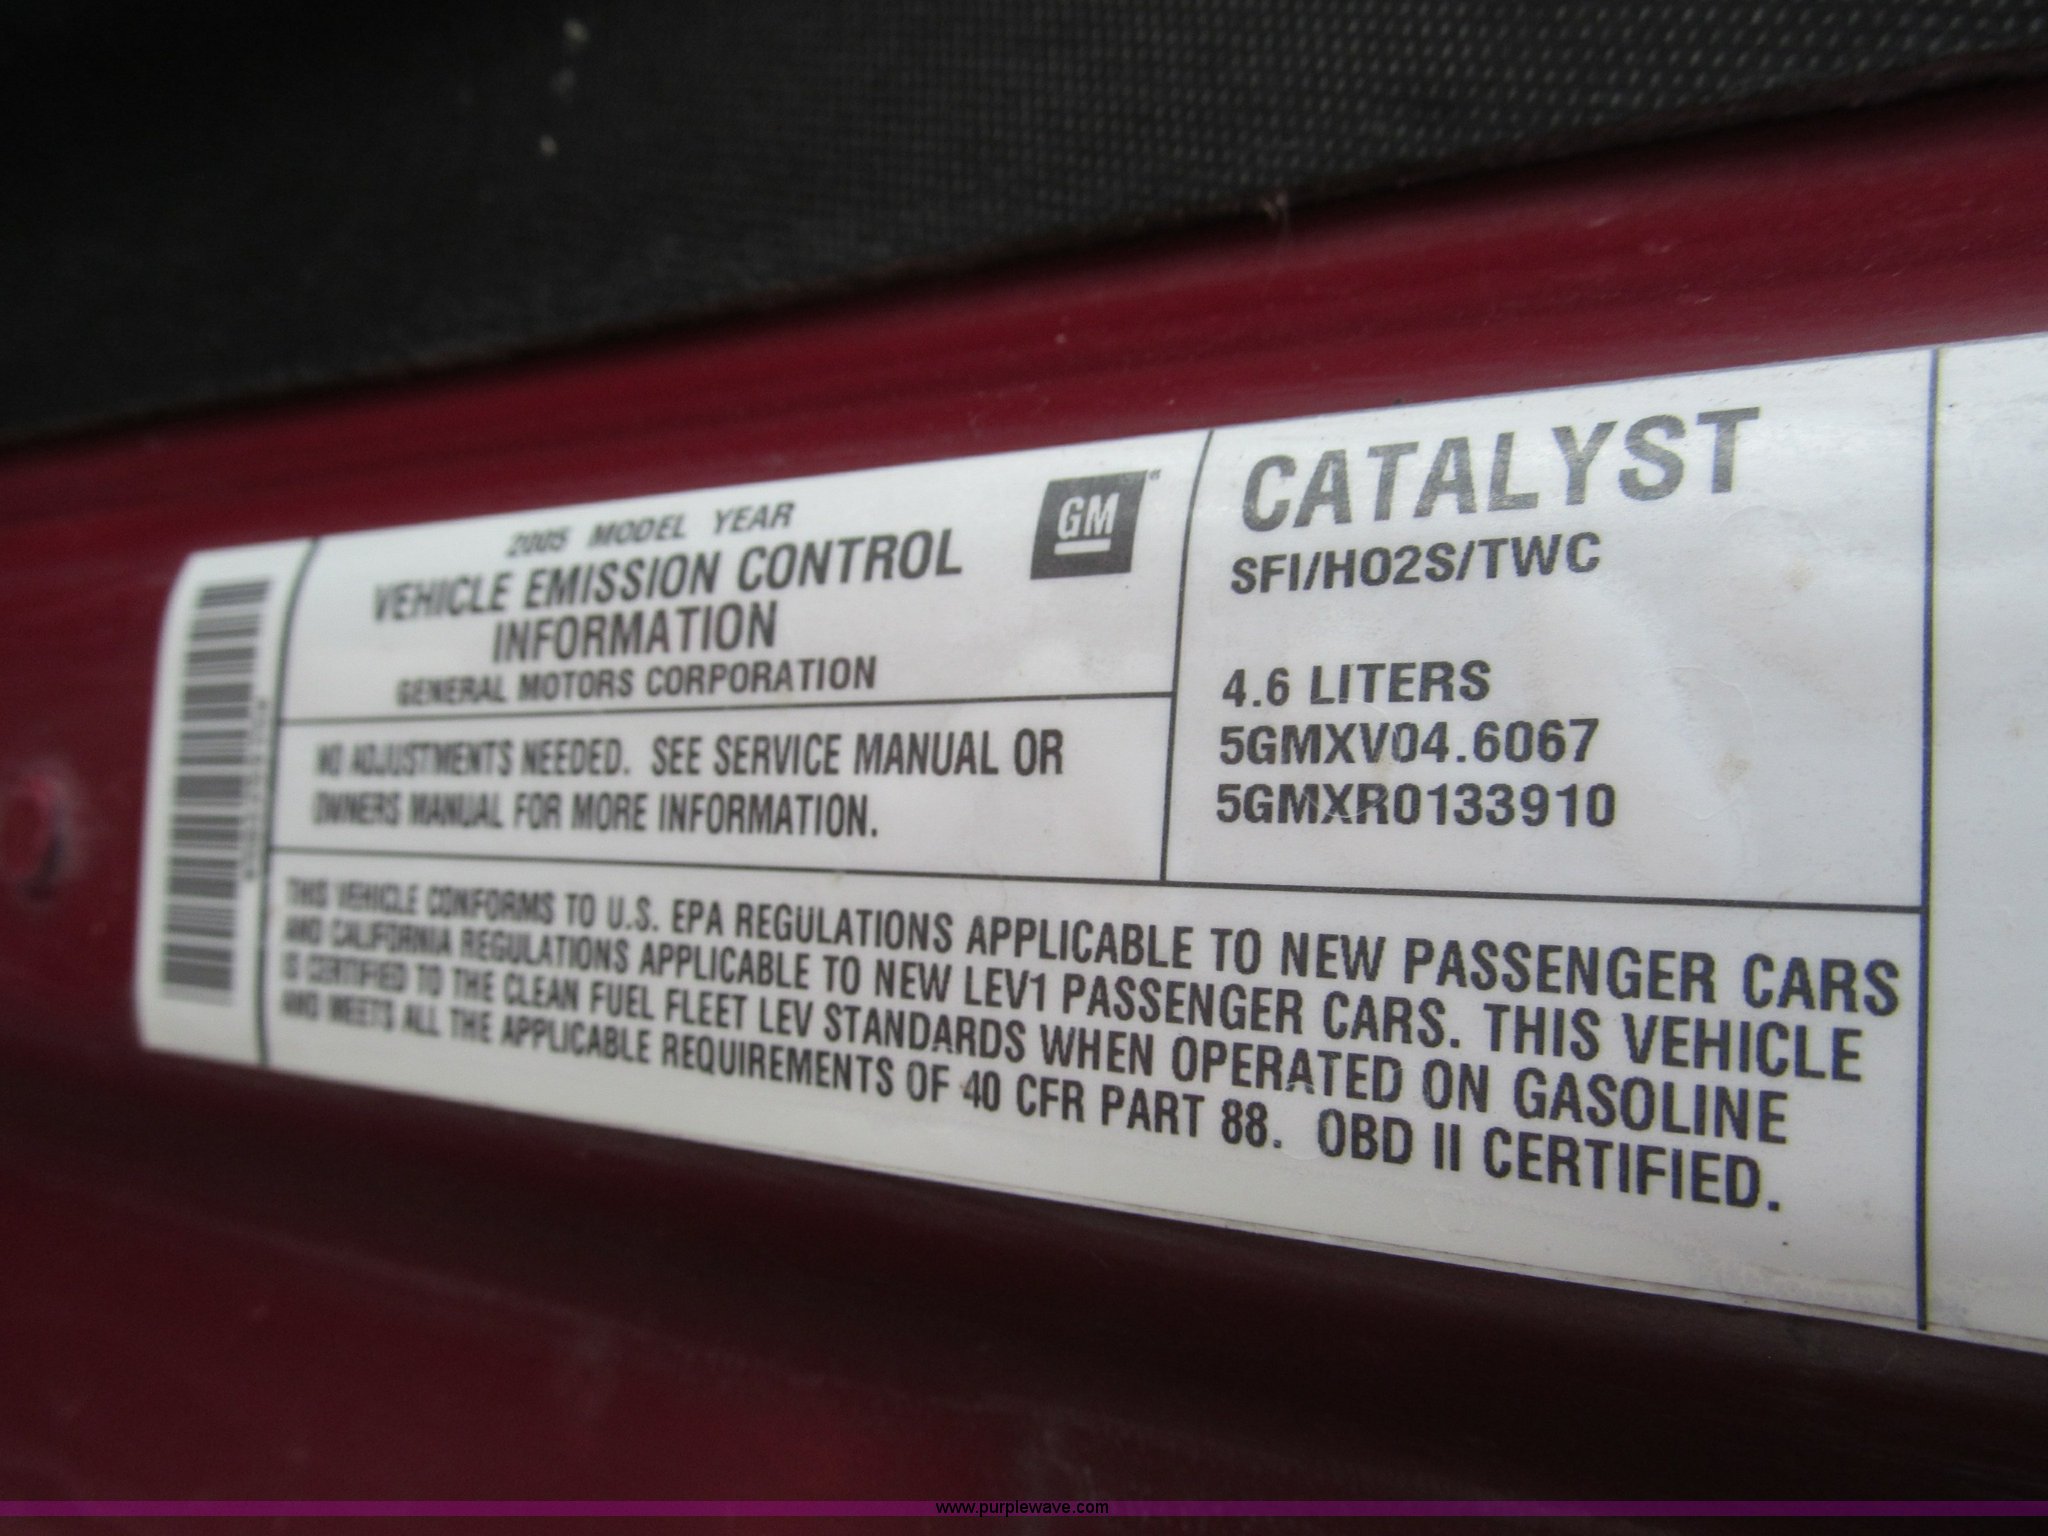 2005 MODEL YEAR
VEHICLE EMISSION CONTROL
INFORMATION
GENERAL MOTORS CORPORATION
GM
NO ADJUSTMENTS NEEDED. SEE SERVICE MANUAL OR
OWNERS MANUAL FOR MORE INFORMATION.
CATALYST
SFI/HO2S/TWC
4.6 LITERS
5GMXV04.6067
5GMXR0133910
THIS VEHICLE CONFORMS TO U.S. EPA REGULATIONS APPLICABLE TO NEW PASSENGER CARS
AND CALIFORNIA REGULATIONS APPLICABLE TO NEW LEV1 PASSENGER CARS. THIS VEHICLE
IS CERTIFIED TO THE CLEAN FUEL FLEET LEV STANDARDS WHEN OPERATED ON GASOLINE
AND MEETS ALL THE APPLICABLE REQUIREMENTS OF 40 CFR PART 88. OBD II CERTIFIED.
www.purplewave.com